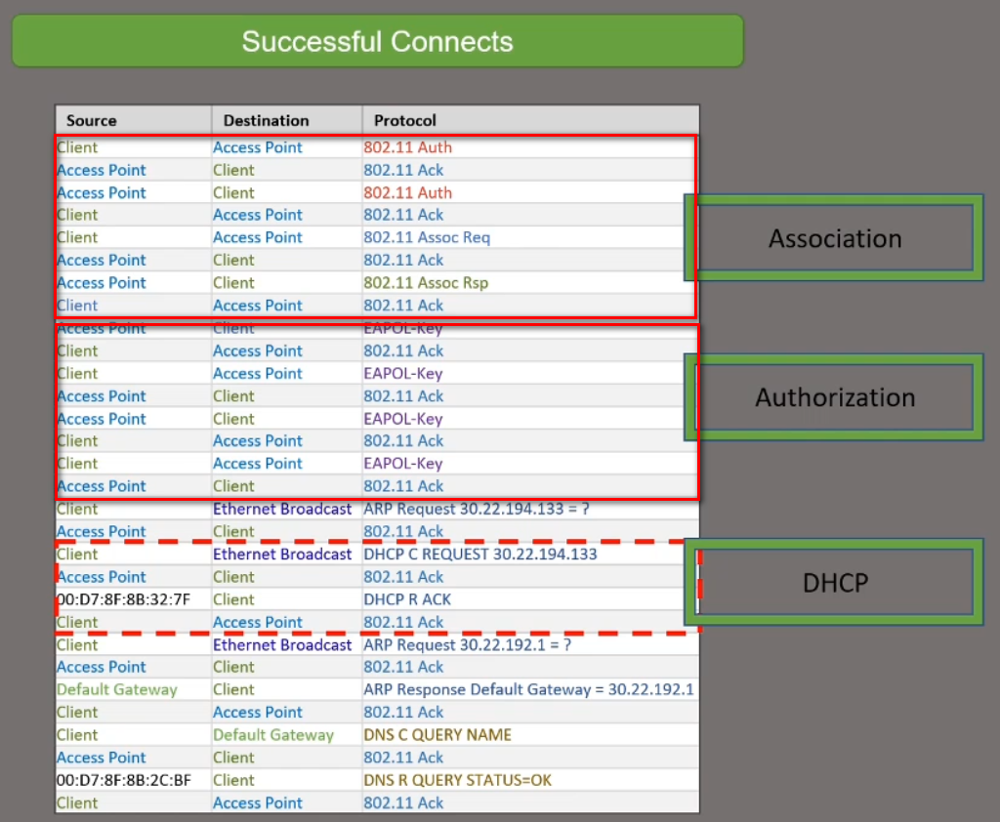 Successful Connects
Source Destination Protocol
Client Access Point 802.11 Auth
Access Point Client 802.11 Ack
Access Point Client 802.11 Auth
Client Access Point 802.11 Ack
Client Access Point 802.11 Assoc Req
Access Point Client 802.11 Ack
Access Point Client 802.11 Assoc Rsp
Client Access Point 802.11 Ack
Association
Access Point Client EAPOL-Key
Client Access Point 802.11 Ack
Client Access Point EAPOL-Key
Access Point Client 802.11 Ack
Access Point Client EAPOL-Key
Client Access Point 802.11 Ack
Client Access Point EAPOL-Key
Access Point Client 802.11 Ack
Authorization
Client Ethernet Broadcast ARP Request 30.22.194.133 = ?
Access Point Client 802.11 Ack
Client Ethernet Broadcast DHCP C REQUEST 30.22.194.133
Access Point Client 802.11 Ack
00:D7:8F:8B:32:7F Client DHCP R ACK
Client Access Point 802.11 Ack
DHCP
Client Ethernet Broadcast ARP Request 30.22.192.1 = ?
Access Point Client 802.11 Ack
Default Gateway Client ARP Response Default Gateway = 30.22.192.1
Client Access Point 802.11 Ack
Client Default Gateway DNS C QUERY NAME
Access Point Client 802.11 Ack
00:D7:8F:8B:2C:BF Client DNS R QUERY STATUS=OK
Client Access Point 802.11 Ack